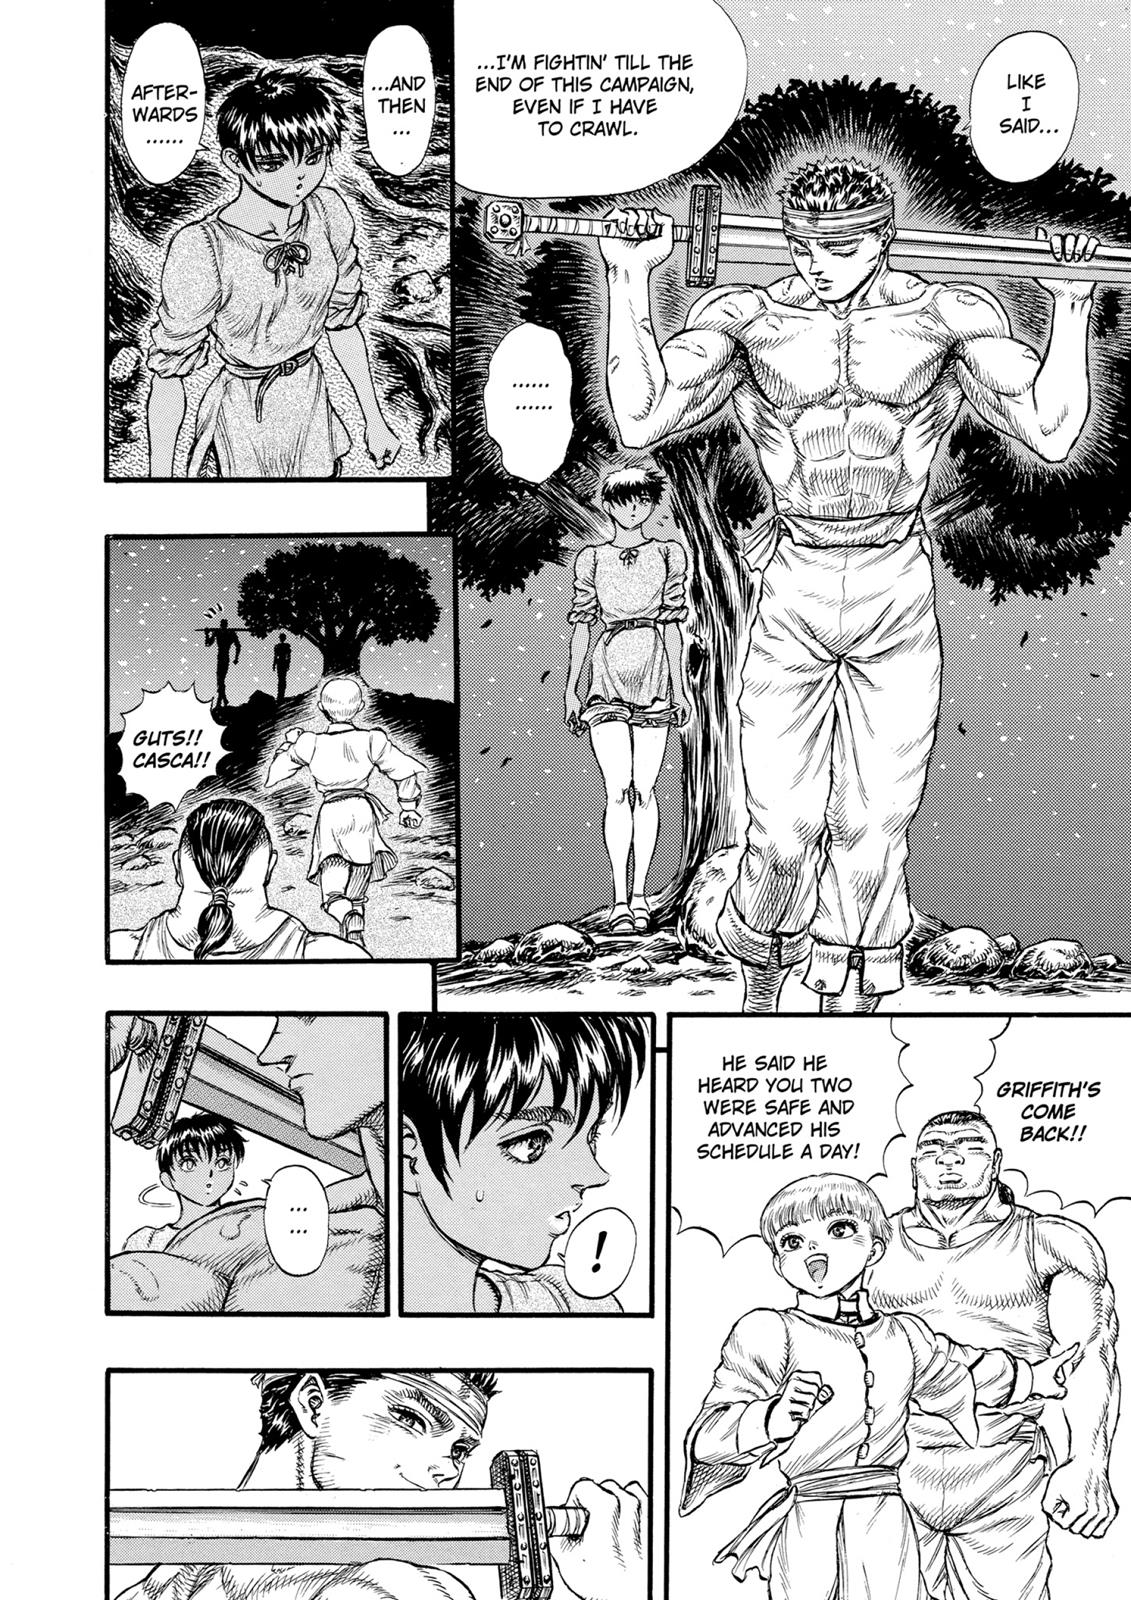 LIKE
I
SAID...
...I'M FIGHTIN' TILL THE
END OF THIS CAMPAIGN,
EVEN IF I HAVE
TO CRAWL.
......
......
...AND
THEN
...
AFTER-
WARDS
......
GUTS!!
CASCA!!
GRIFFITH'S
COME
BACK!!
HE SAID HE
HEARD YOU TWO
WERE SAFE AND
ADVANCED HIS
SCHEDULE A DAY!
!
...
...